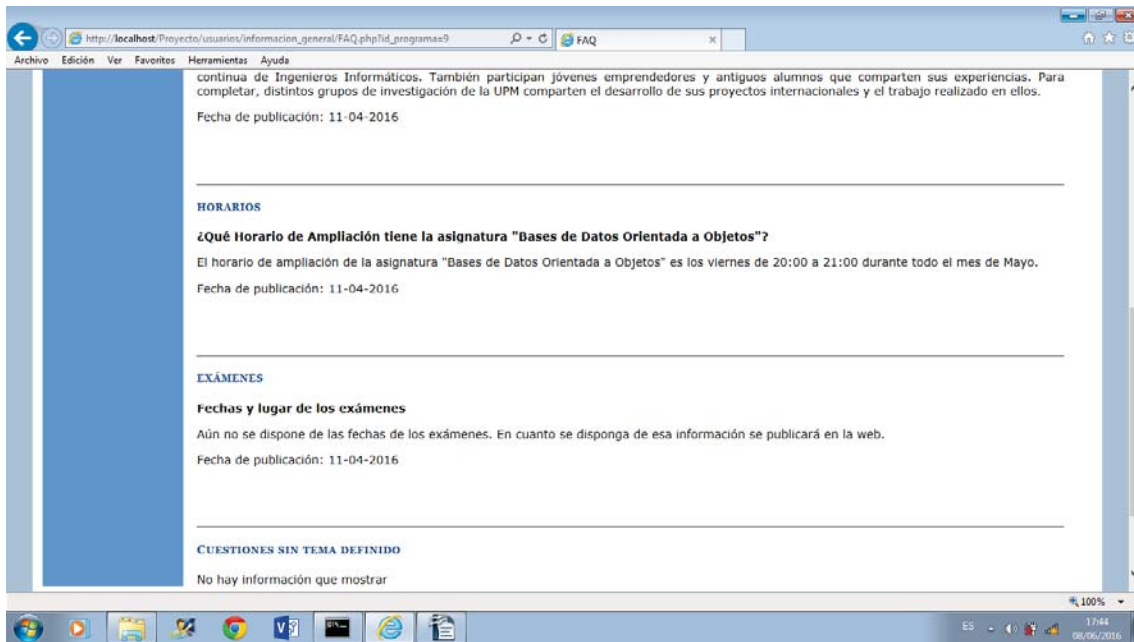 http://localhost/Proyecto/usuarios/informacion_general/FAQ.php?id_programa=9
FAQ
Archivo Edición Ver Favoritos Herramientas Ayuda
continua de Ingenieros Informáticos. También participan jóvenes emprendedores y antiguos alumnos que comparten sus experiencias. Para
completar, distintos grupos de investigación de la UPM comparten el desarrollo de sus proyectos internacionales y el trabajo realizado en ellos.
Fecha de publicación: 11-04-2016
HORARIOS
¿Qué Horario de Ampliación tiene la asignatura "Bases de Datos Orientada a Objetos"?
El horario de ampliación de la asignatura "Bases de Datos Orientada a Objetos" es los viernes de 20:00 a 21:00 durante todo el mes de Mayo.
Fecha de publicación: 11-04-2016
EXÁMENES
Fechas y lugar de los exámenes
Aún no se dispone de las fechas de los exámenes. En cuanto se disponga de esa información se publicará en la web.
Fecha de publicación: 11-04-2016
CUESTIONES SIN TEMA DEFINIDO
No hay información que mostrar
100%
ES 17:44
08/06/2016